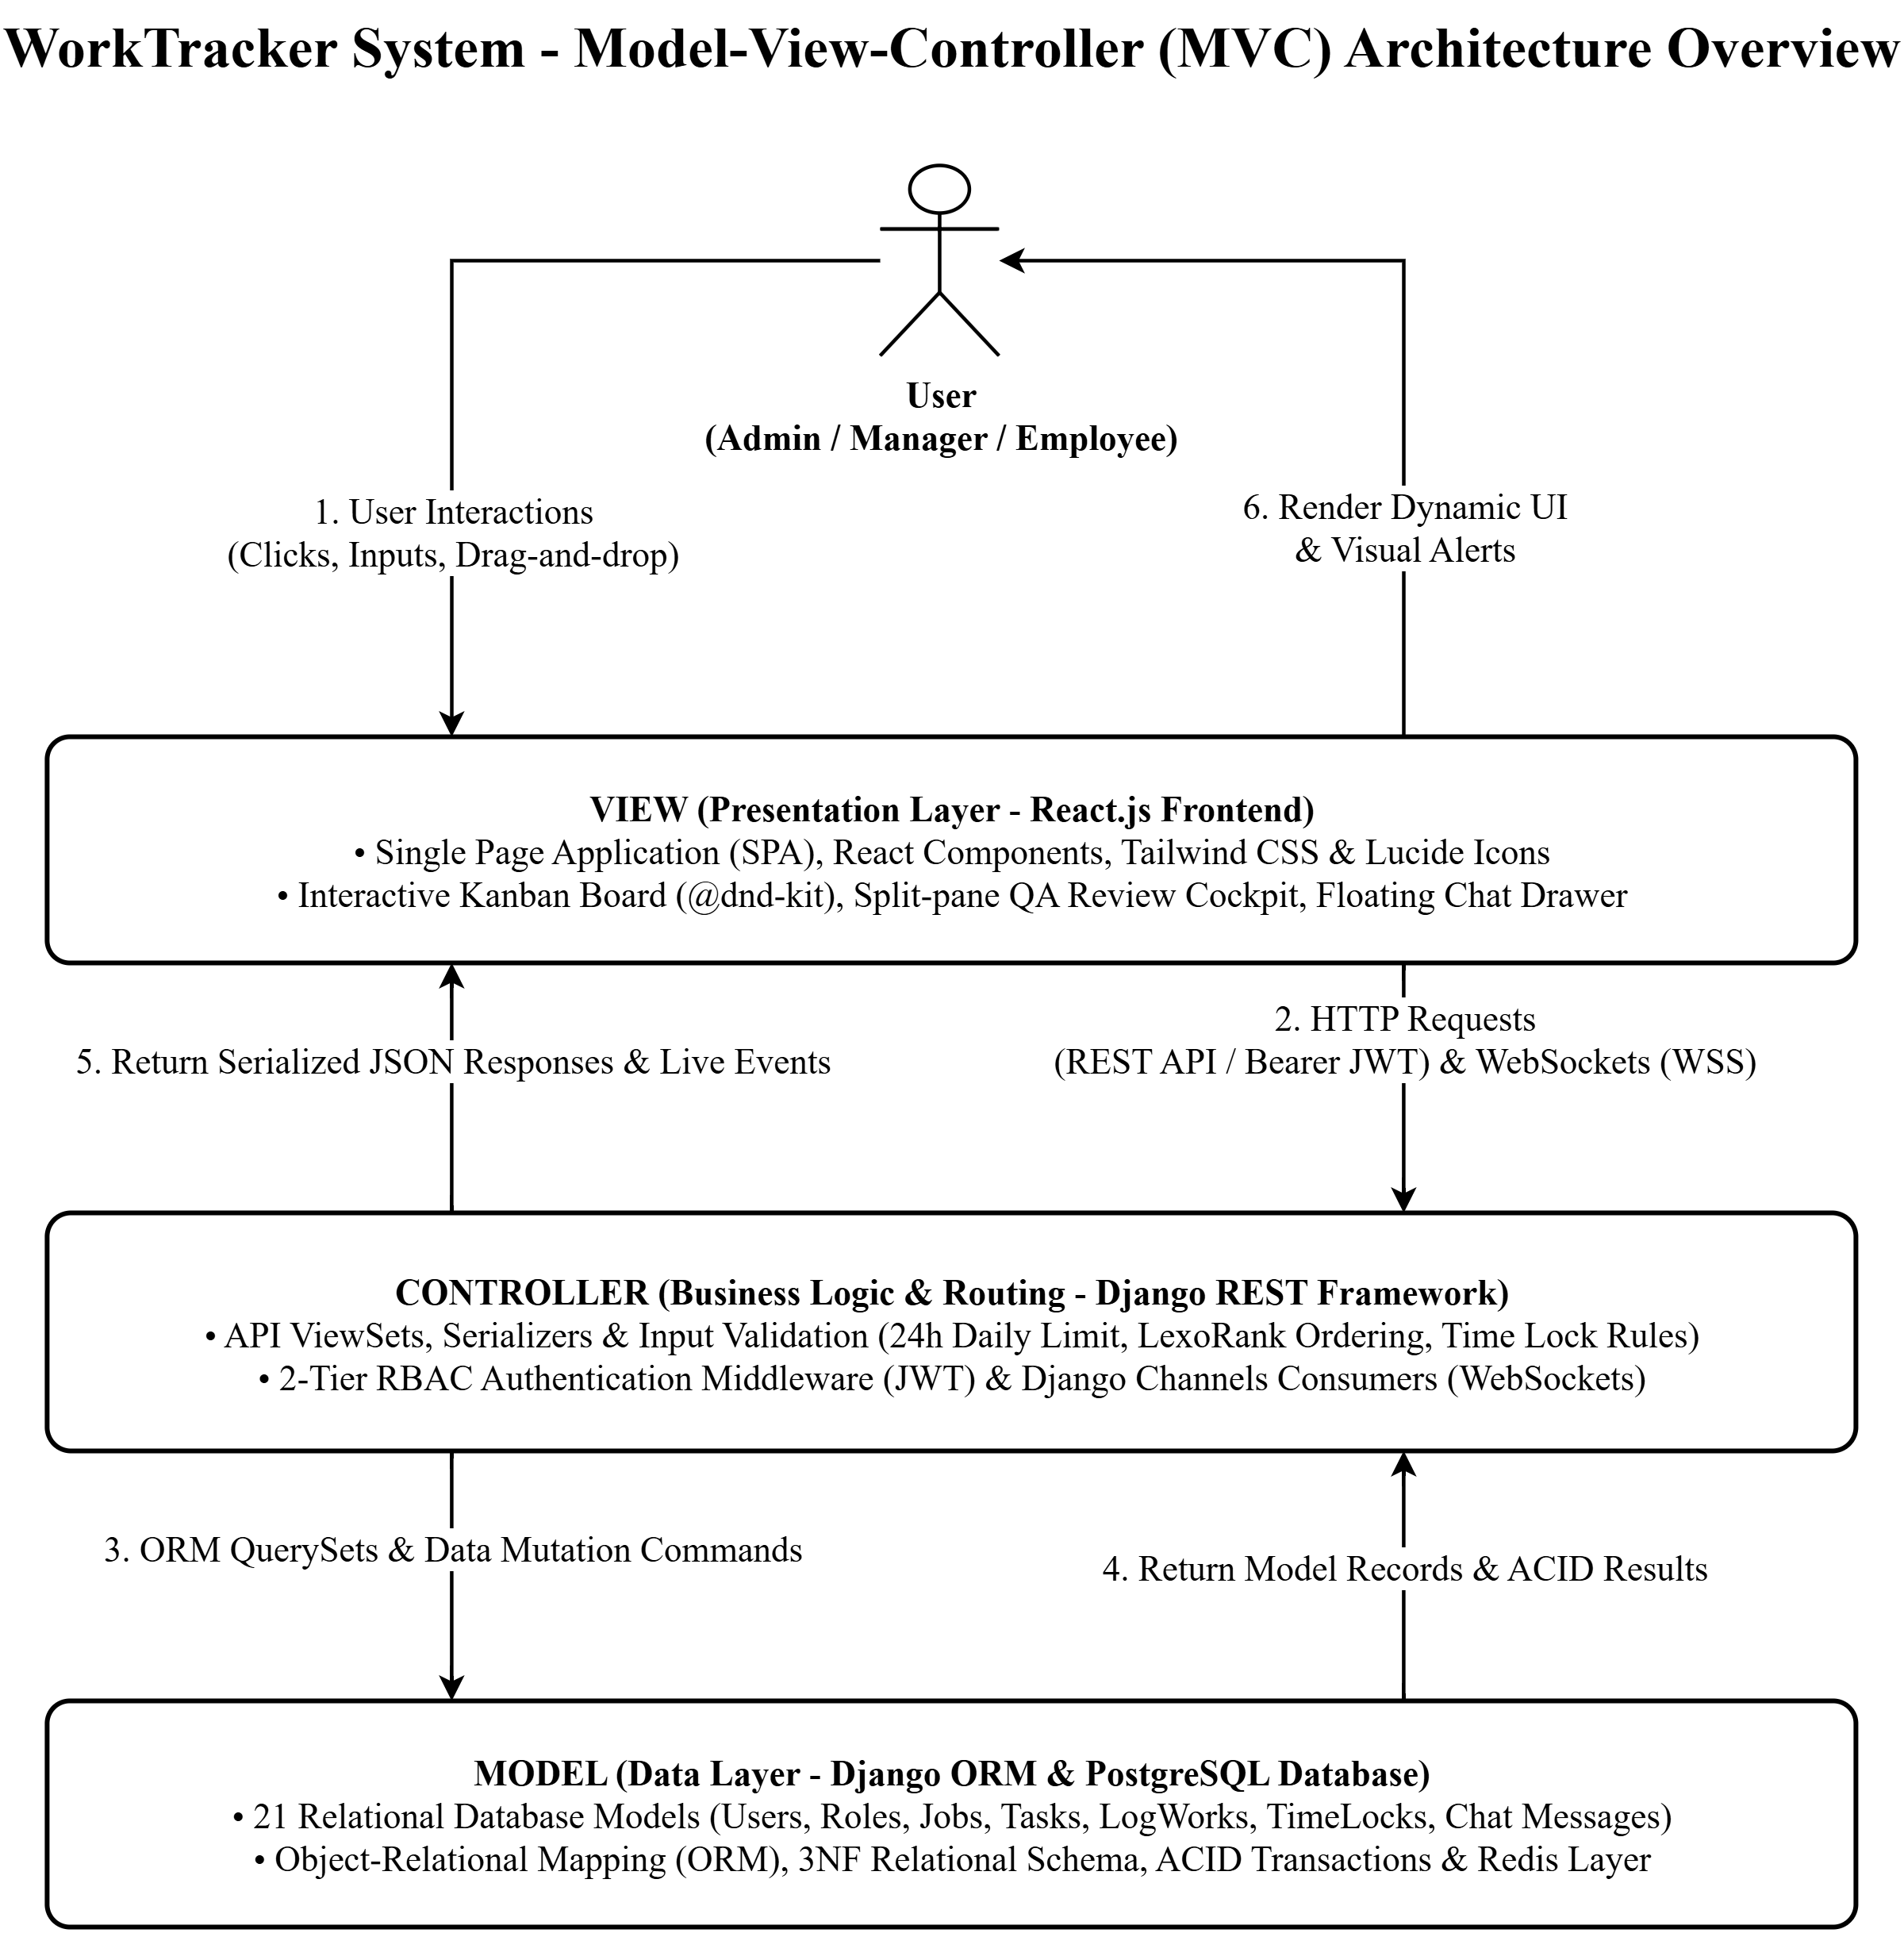 WorkTracker System - Model-View-Controller (MVC) Architecture Overview
User
(Admin / Manager / Employee)
1. User Interactions
(Clicks, Inputs, Drag-and-drop)
6. Render Dynamic UI
& Visual Alerts
VIEW (Presentation Layer - React.js Frontend)
• Single Page Application (SPA), React Components, Tailwind CSS & Lucide Icons
• Interactive Kanban Board (@dnd-kit), Split-pane QA Review Cockpit, Floating Chat Drawer
5. Return Serialized JSON Responses & Live Events
2. HTTP Requests
(REST API / Bearer JWT) & WebSockets (WSS)
CONTROLLER (Business Logic & Routing - Django REST Framework)
• API ViewSets, Serializers & Input Validation (24h Daily Limit, LexoRank Ordering, Time Lock Rules)
• 2-Tier RBAC Authentication Middleware (JWT) & Django Channels Consumers (WebSockets)
3. ORM QuerySets & Data Mutation Commands
4. Return Model Records & ACID Results
MODEL (Data Layer - Django ORM & PostgreSQL Database)
• 21 Relational Database Models (Users, Roles, Jobs, Tasks, LogWorks, TimeLocks, Chat Messages)
• Object-Relational Mapping (ORM), 3NF Relational Schema, ACID Transactions & Redis Layer